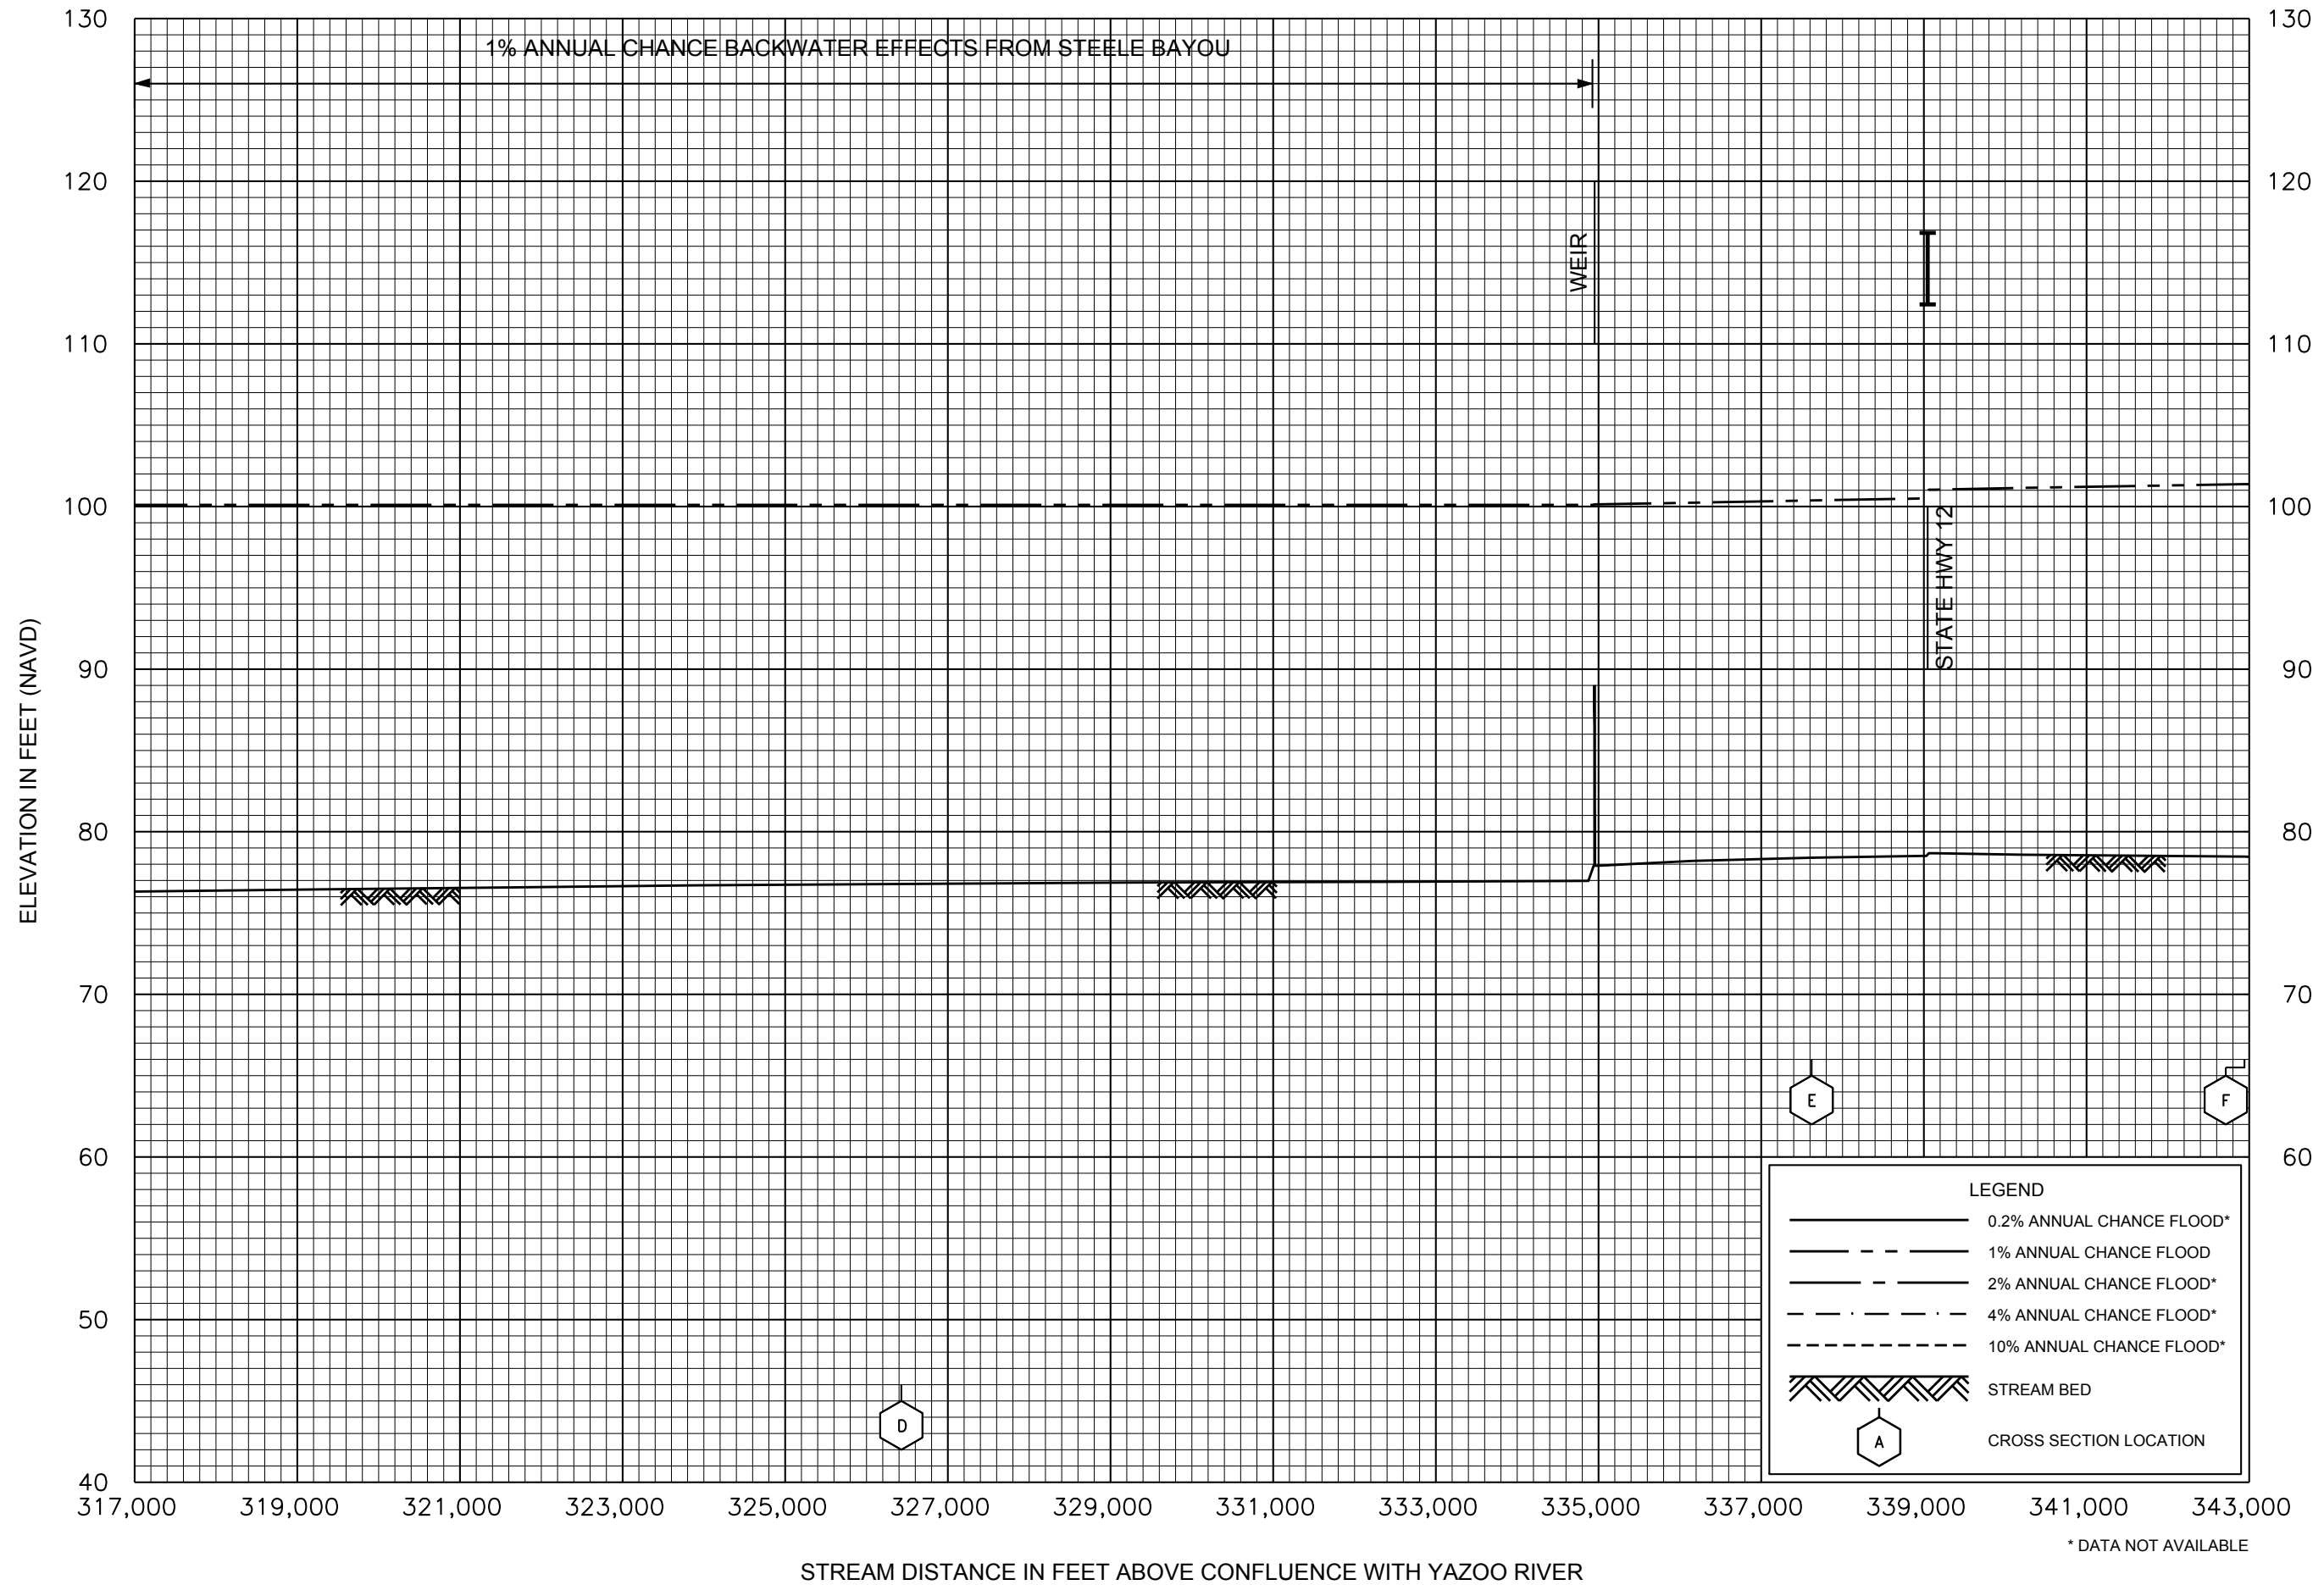 130
130
1% ANNUAL CHANCE BACKWATER EFFECTS FROM STEELE BAYOU
120
120
WEIR
110
110
100
100
STATE HWY 12
90
90
ELEVATION IN FEET (NAVD)
80
80
70
70
E
F
60
60
LEGEND
0.2% ANNUAL CHANCE FLOOD*
1% ANNUAL CHANCE FLOOD
2% ANNUAL CHANCE FLOOD*
4% ANNUAL CHANCE FLOOD*
10% ANNUAL CHANCE FLOOD*
STREAM BED
A
CROSS SECTION LOCATION
50
D
40
317,000
319,000
321,000
323,000
325,000
327,000
329,000
331,000
333,000
335,000
337,000
339,000
341,000
343,000
* DATA NOT AVAILABLE
STREAM DISTANCE IN FEET ABOVE CONFLUENCE WITH YAZOO RIVER